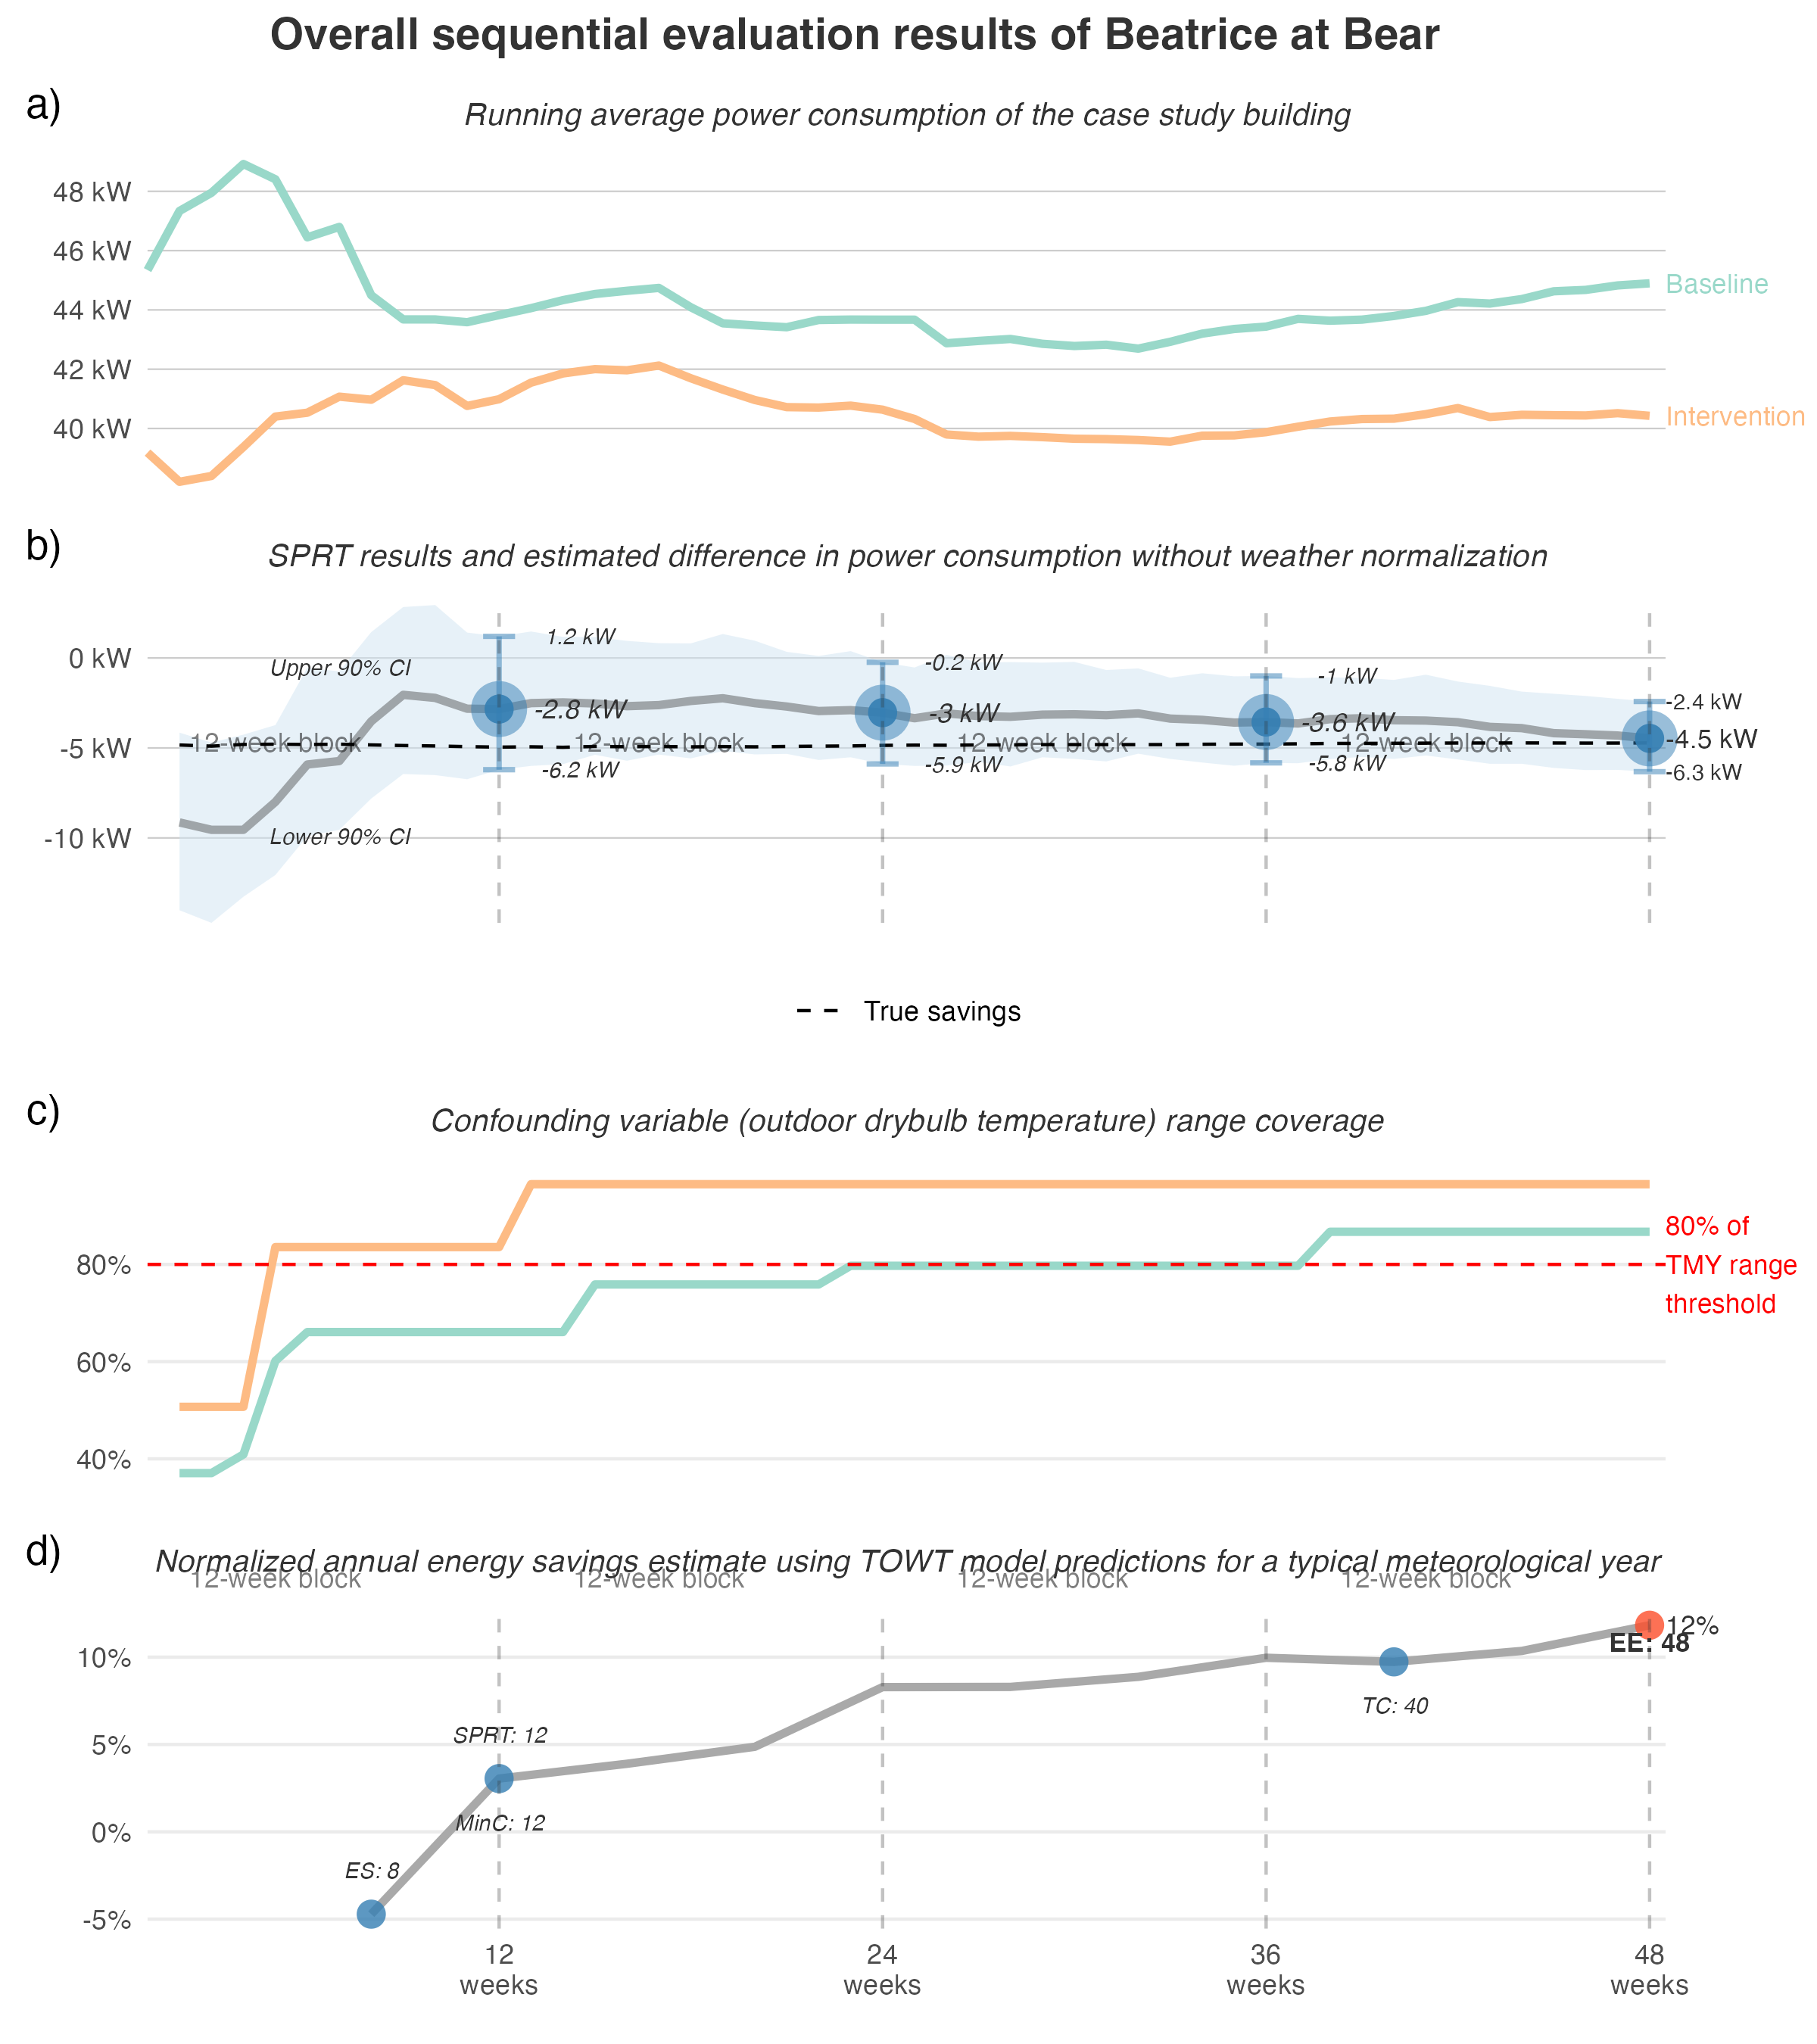 Overall sequential evaluation results of Beatrice at Bear
a)
Running average power consumption of the case study building
48 kW
46 kW
44 kW
42 kW
40 kW
Baseline
Intervention
b)
SPRT results and estimated difference in power consumption without weather normalization
0 kW
-5 kW
-10 kW
Upper 90% CI
Lower 90% CI
12-week block
12-week block
12-week block
12-week block
1.2 kW
-2.8 kW
-6.2 kW
-0.2 kW
-3 kW
-5.9 kW
-1 kW
-3.6 kW
-5.8 kW
-2.4 kW
-4.5 kW
-6.3 kW
True savings
c)
Confounding variable (outdoor drybulb temperature) range coverage
80%
60%
40%
80% of
TMY range
threshold
d)
Normalized annual energy savings estimate using TOWT model predictions for a typical meteorological year
12-week block
12-week block
12-week block
12-week block
10%
5%
0%
-5%
ES: 8
SPRT: 12
MinC: 12
TC: 40
12%
EE: 48
12
weeks
24
weeks
36
weeks
48
weeks